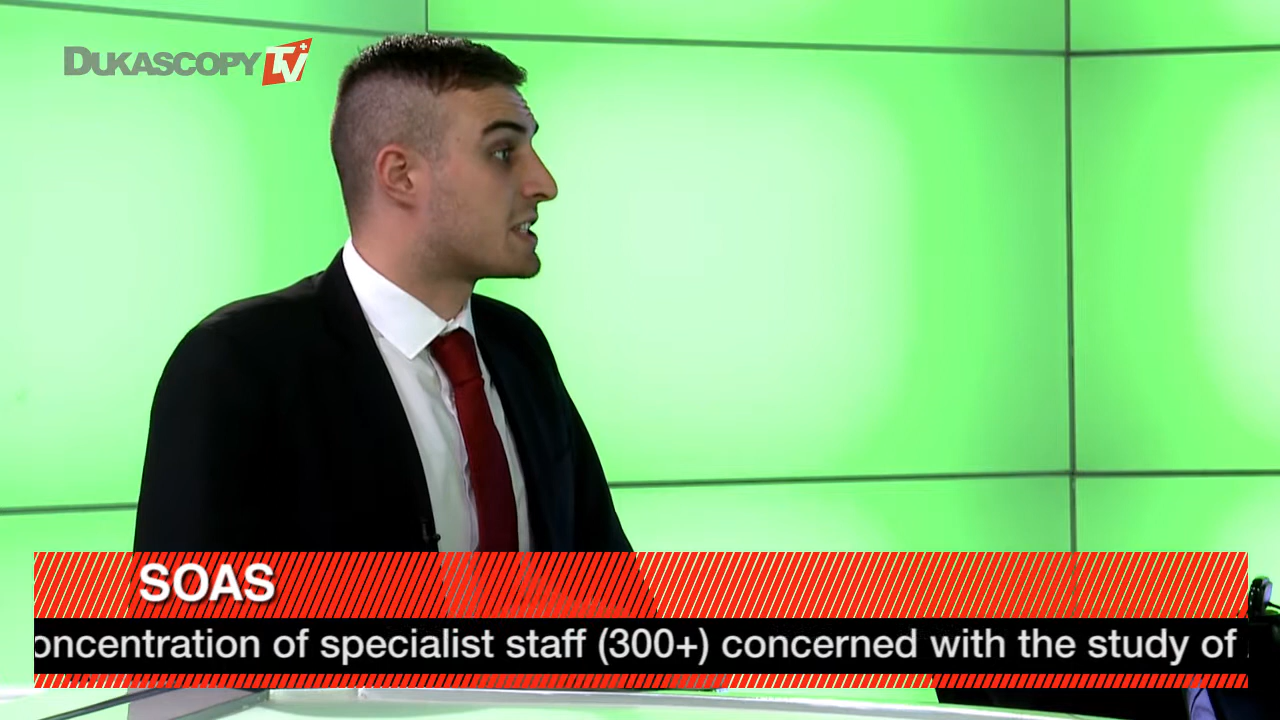 DUKASCOPY TV
SOAS
oncentration of specialist staff (300+) concerned with the study of